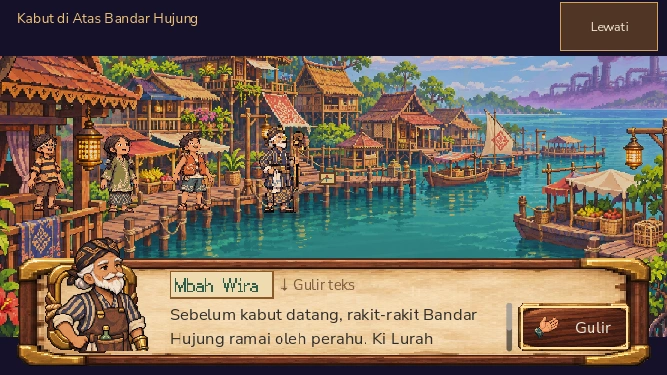 Kabut di Atas Bandar Hujung
Lewati
Mbah Wira
↓ Gulir teks
Sebelum kabut datang, rakit-rakit Bandar
Hujung ramai oleh perahu. Ki Lurah
Gulir